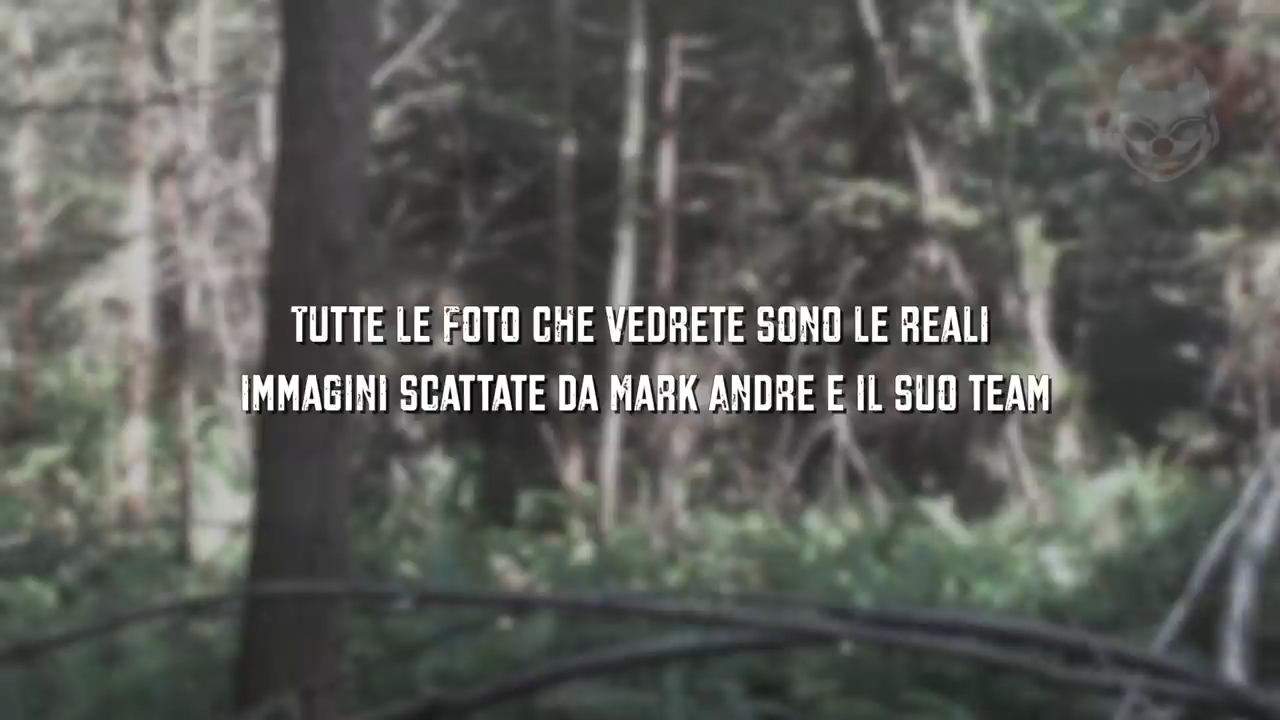 TUTTE LE FOTO CHE VEDRETE SONO LE REALI
IMMAGINI SCATTATE DA MARK ANDRE E IL SUO TEAM